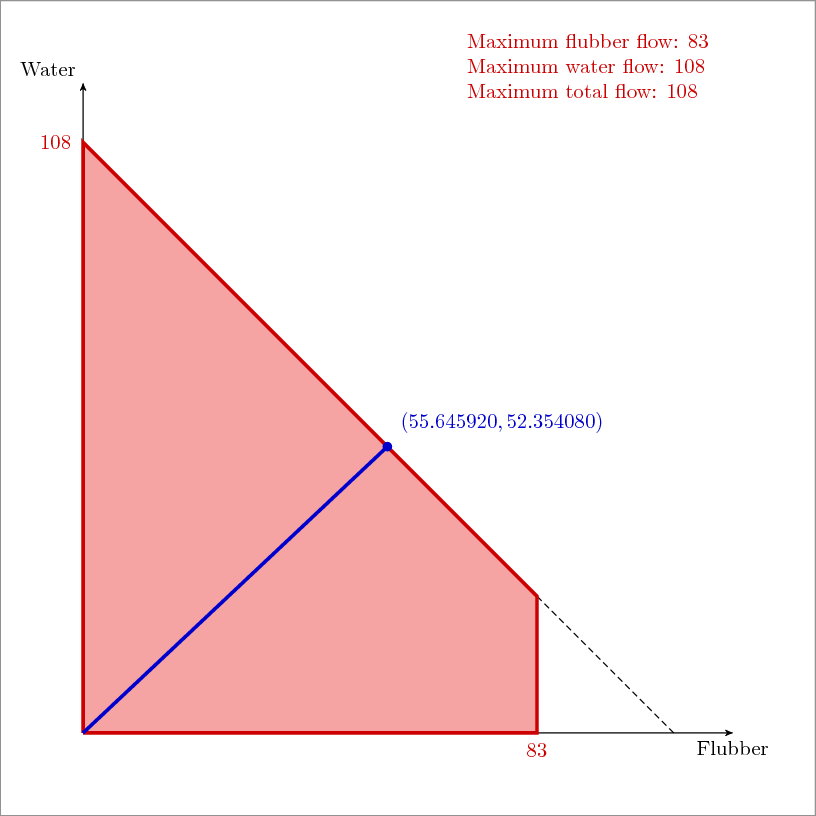 Maximum flubber flow: 83
Maximum water flow: 108
Maximum total flow: 108
Water
108
(55.645920, 52.354080)
83
Flubber